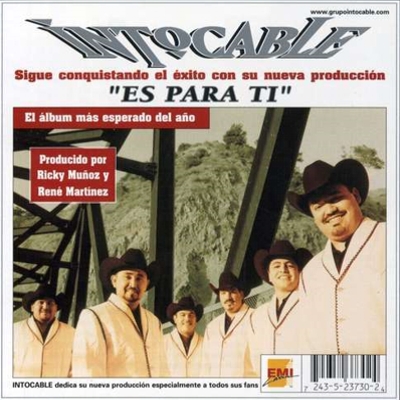 www.grupointocable.com
INTOCABLE
Sigue conquistando el éxito con su nueva producción
"ES PARA TI"
El álbum más esperado del año
Producido por
Ricky Muñoz y
René Martínez
INTOCABLE dedica su nueva producción especialmente a todos sus fans
EMI
Latin
7 243-5-23730-2 4